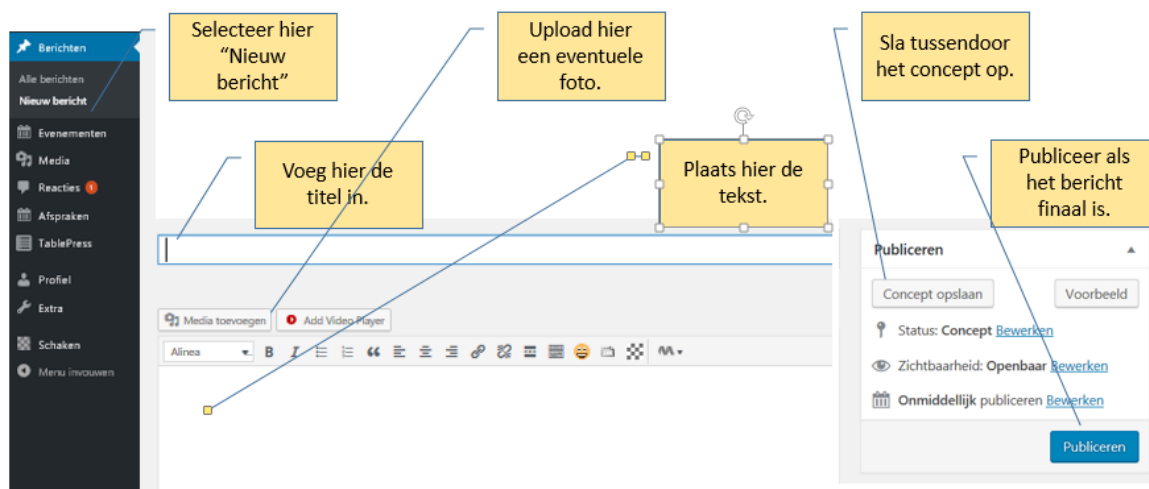 Berichten
Alle berichten
Nieuw bericht
Evenementen
Media
Reacties 1
Afspraken
TablePress
Profiel
Extra
Schaken
Menu invouwen
Selecteer hier
“Nieuw
bericht”
Upload hier
een eventuele
foto.
Sla tussendoor
het concept op.
Voeg hier de
titel in.
Plaats hier de
tekst.
Publiceer als
het bericht
finaal is.
Media toevoegen
Add Video Player
Alinea
B I
Publiceren
Concept opslaan
Voorbeeld
Status: Concept Bewerken
Zichtbaarheid: Openbaar Bewerken
Onmiddellijk publiceren Bewerken
Publiceren